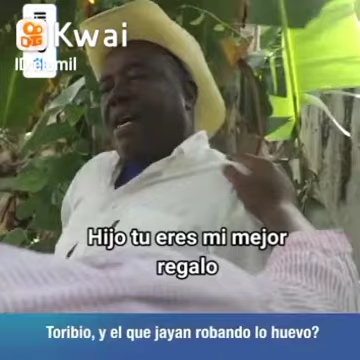 Kwai
Hijo tu eres mi mejor
regalo
Toribio, y el que jayan robando lo huevo?